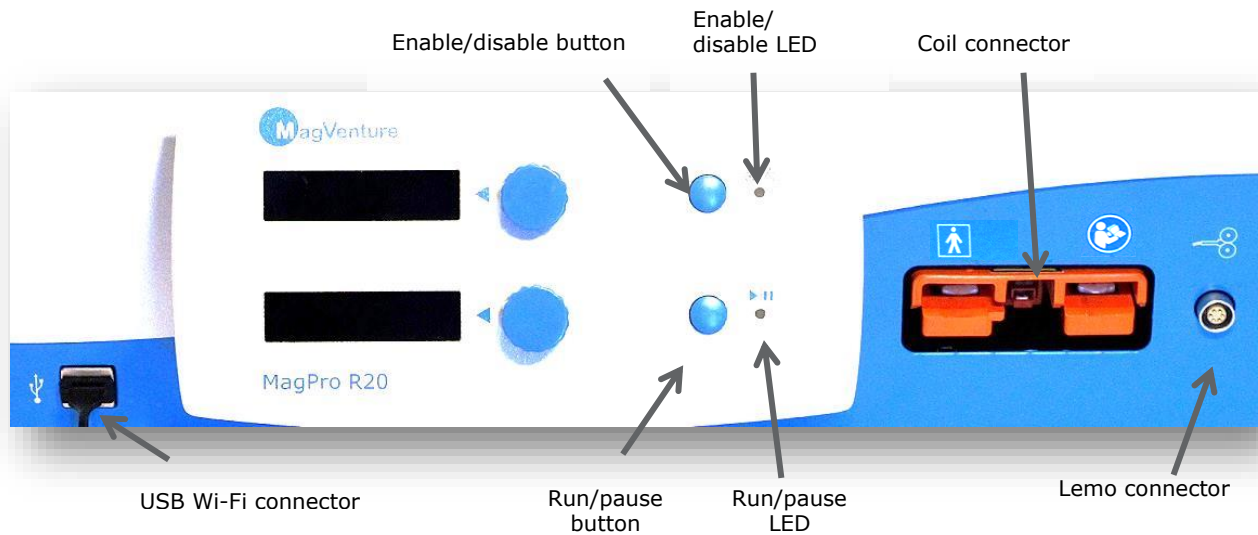 Enable/disable button
Enable/
disable LED
Coil connector
MagVenture
MagPro R20
USB Wi-Fi connector
Run/pause
button
Run/pause
LED
Lemo connector